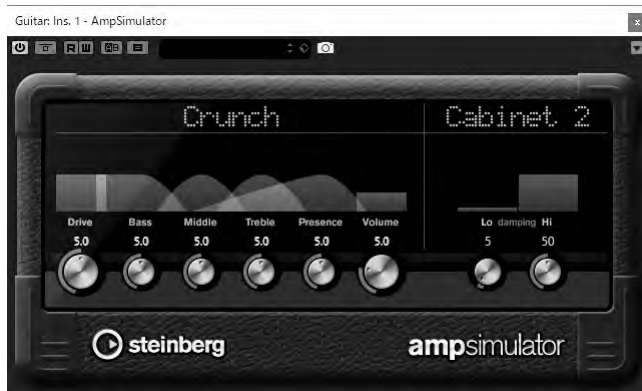 Guitar: Ins. 1 - AmpSimulator
x
R W
Crunch
Cabinet 2
Drive Bass Middle Treble Presence Volume
Lo damping Hi
5.0 5.0 5.0 5.0 5.0 5.0
5 50
steinberg
ampsimulator